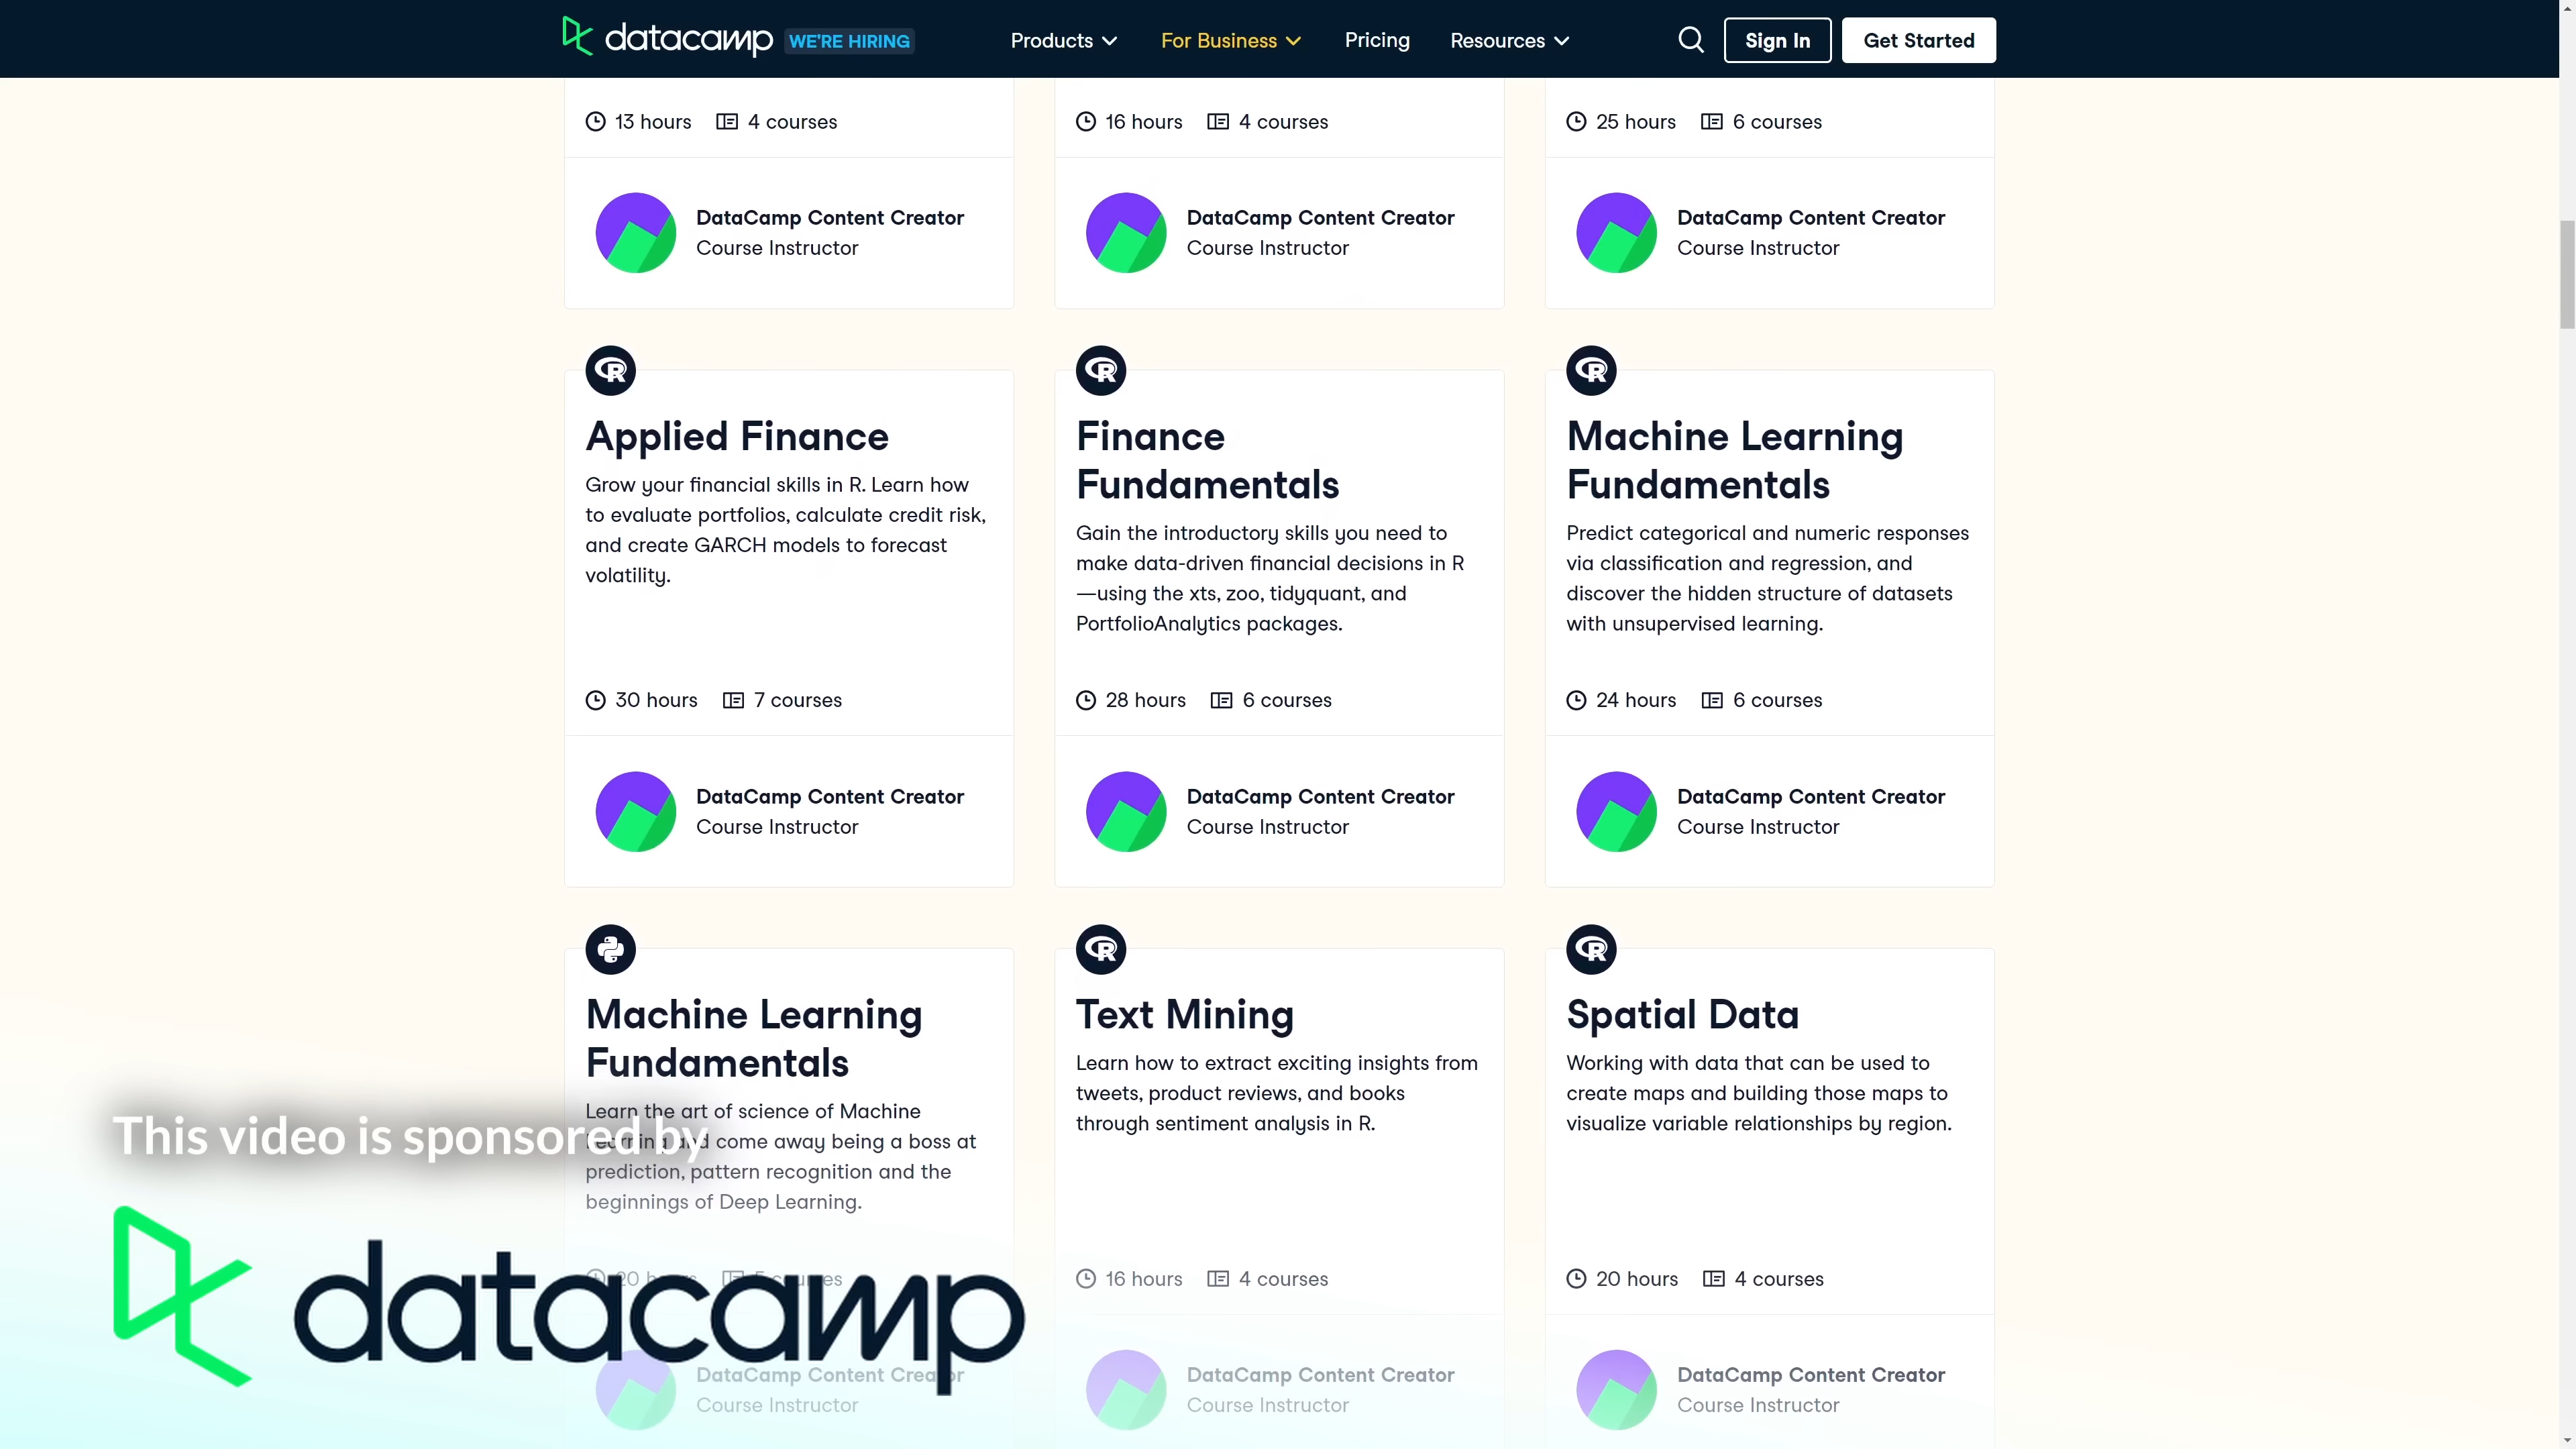 datacamp WE'RE HIRING Products For Business Pricing Resources Sign In Get Started
13 hours 4 courses
DataCamp Content Creator
Course Instructor
16 hours 4 courses
DataCamp Content Creator
Course Instructor
25 hours 6 courses
DataCamp Content Creator
Course Instructor
Applied Finance
Grow your financial skills in R. Learn how
to evaluate portfolios, calculate credit risk,
and create GARCH models to forecast
volatility.
30 hours 7 courses
DataCamp Content Creator
Course Instructor
Finance
Fundamentals
Gain the introductory skills you need to
make data-driven financial decisions in R
—using the xts, zoo, tidyquant, and
PortfolioAnalytics packages.
28 hours 6 courses
DataCamp Content Creator
Course Instructor
Machine Learning
Fundamentals
Predict categorical and numeric responses
via classification and regression, and
discover the hidden structure of datasets
with unsupervised learning.
24 hours 6 courses
DataCamp Content Creator
Course Instructor
Machine Learning
Fundamentals
Learn the art of science of Machine
Learning and come away being a boss at
prediction, pattern recognition and the
beginnings of Deep Learning.
20 hours 5 courses
DataCamp Content Creator
Course Instructor
Text Mining
Learn how to extract exciting insights from
tweets, product reviews, and books
through sentiment analysis in R.
16 hours 4 courses
DataCamp Content Creator
Course Instructor
Spatial Data
Working with data that can be used to
create maps and building those maps to
visualize variable relationships by region.
20 hours 4 courses
DataCamp Content Creator
Course Instructor
This video is sponsored by
datacamp